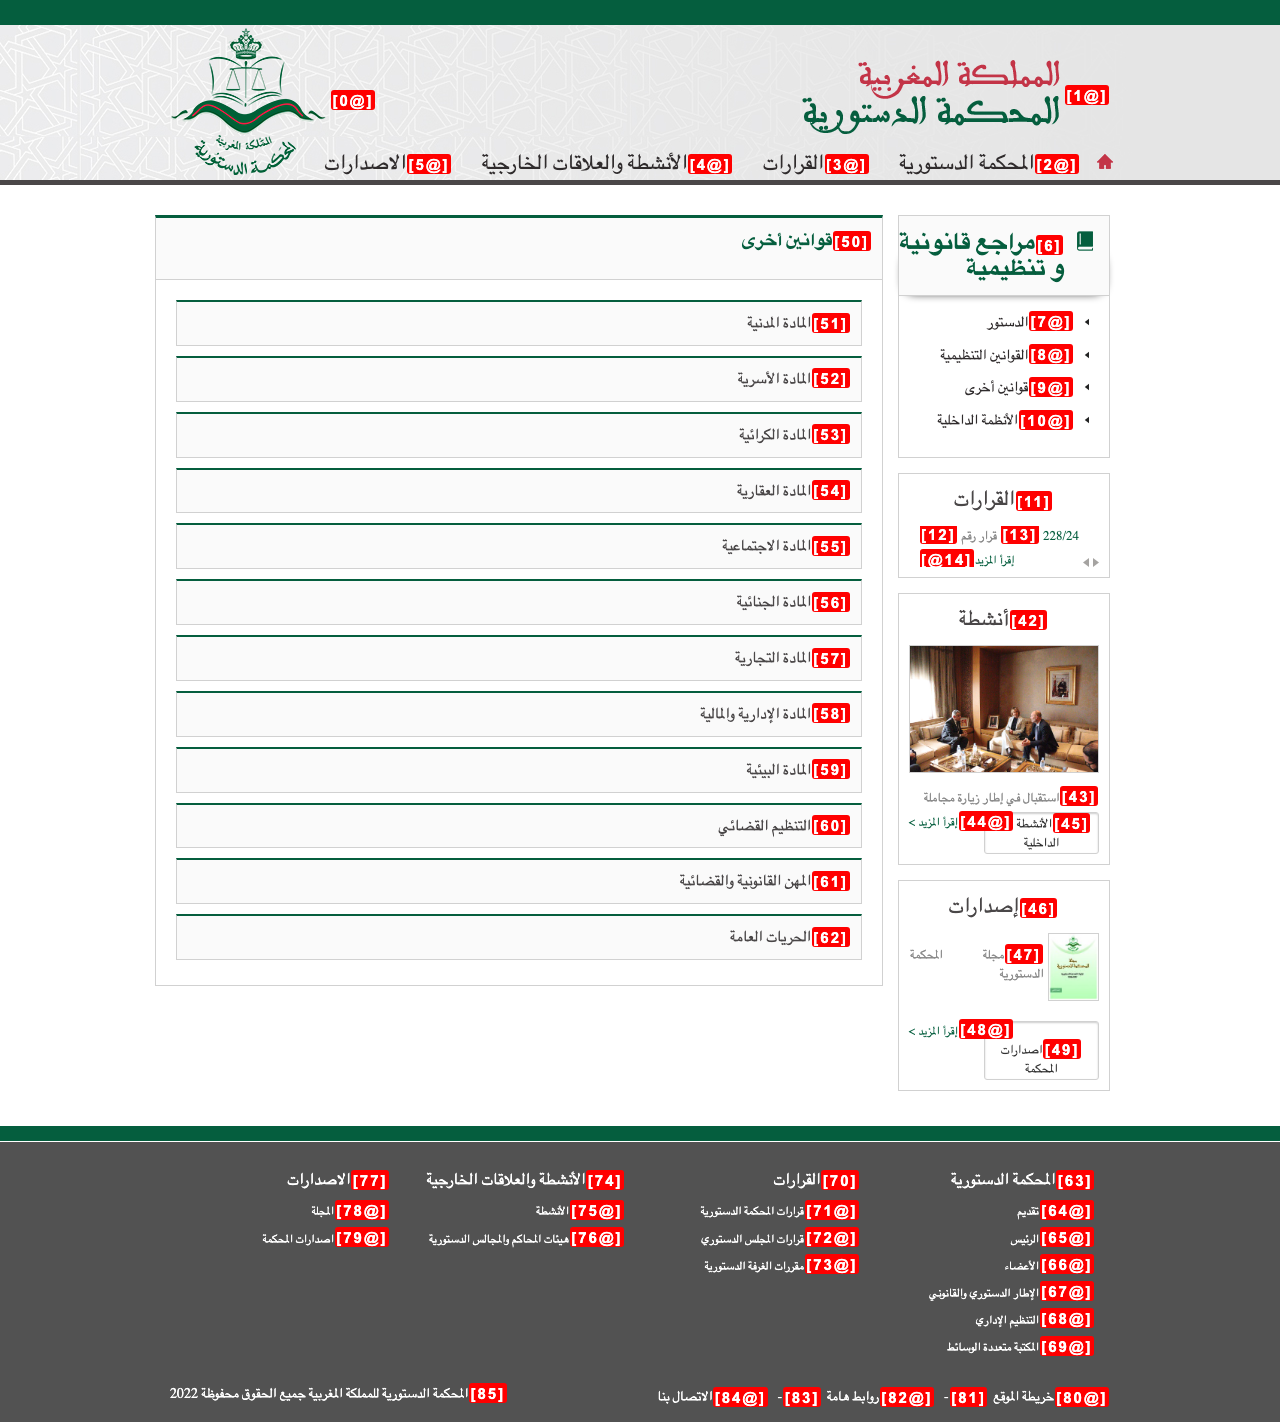 [@0]
[@1] المملكة المغربية
المحكمة الدستورية
[@2] المحكمة الدستورية
[@3] القرارات
[@4] الأنشطة والعلاقات الخارجية
[@5] الاصدارات
المملكة المغربية
المحكمة الدستورية
[6] مراجع قانونية
و تنظيمية
[@7] الدستور
[@8] القوانين التنظيمية
[@9] قوانين أخرى
[@10] الأنظمة الداخلية
[11] القرارات
[12] قرار رقم [13] 228/24
[@14] إقرأ المزيد
[42] أنشطة
[43] استقبال في إطار زيارة مجاملة
[@44] إقرأ المزيد >
[45] الأنشطة
الداخلية
[46] إصدارات
[47] مجلة المحكمة
الدستورية
[@48] إقرأ المزيد >
[49] اصدارات
المحكمة
[50] قوانين أخرى
[51] المادة المدنية
[52] المادة الأسرية
[53] المادة الكرائية
[54] المادة العقارية
[55] المادة الاجتماعية
[56] المادة الجنائية
[57] المادة التجارية
[58] المادة الإدارية والمالية
[59] المادة البيئية
[60] التنظيم القضائي
[61] المهن القانونية والقضائية
[62] الحريات العامة
[63] المحكمة الدستورية
[@64] تقديم
[@65] الرئيس
[@66] الأعضاء
[@67] الإطار الدستوري والقانوني
[@68] التنظيم الإداري
[@69] المكتبة متعددة الوسائط
[70] القرارات
[@71] قرارات المحكمة الدستورية
[@72] قرارات المجلس الدستوري
[@73] مقررات الغرفة الدستورية
[74] الأنشطة والعلاقات الخارجية
[@75] الأنشطة
[@76] هيئات المحاكم والمجالس الدستورية
[77] الاصدارات
[@78] المجلة
[@79] اصدارات المحكمة
[@80] خريطة الموقع [81] - [@82] روابط هامة [83] - [@84] الاتصال بنا
[85] المحكمة الدستورية للمملكة المغربية جميع الحقوق محفوظة 2022